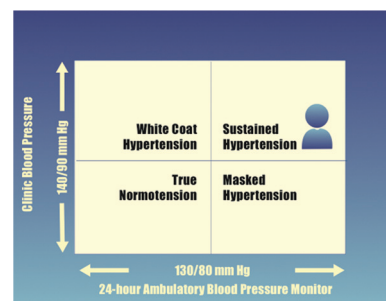 Clinic Blood Pressure
140/90 mm Hg
White Coat
Hypertension
Sustained
Hypertension
True
Normotension
Masked
Hypertension
130/80 mm Hg
24-hour Ambulatory Blood Pressure Monitor